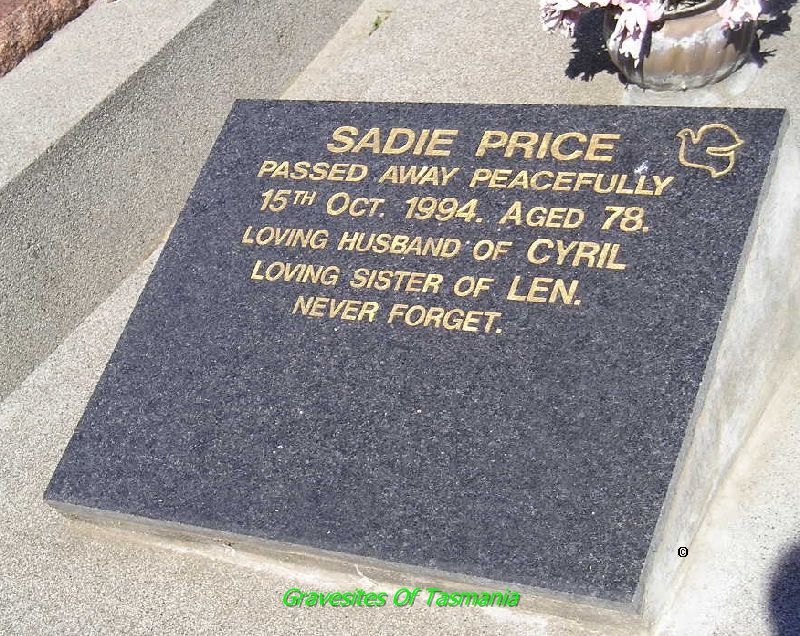 SADIE PRICE
PASSED AWAY PEACEFULLY
15TH OCT. 1994. AGED 78.
LOVING HUSBAND OF CYRIL
LOVING SISTER OF LEN.
NEVER FORGET.
©
Gravesites Of Tasmania